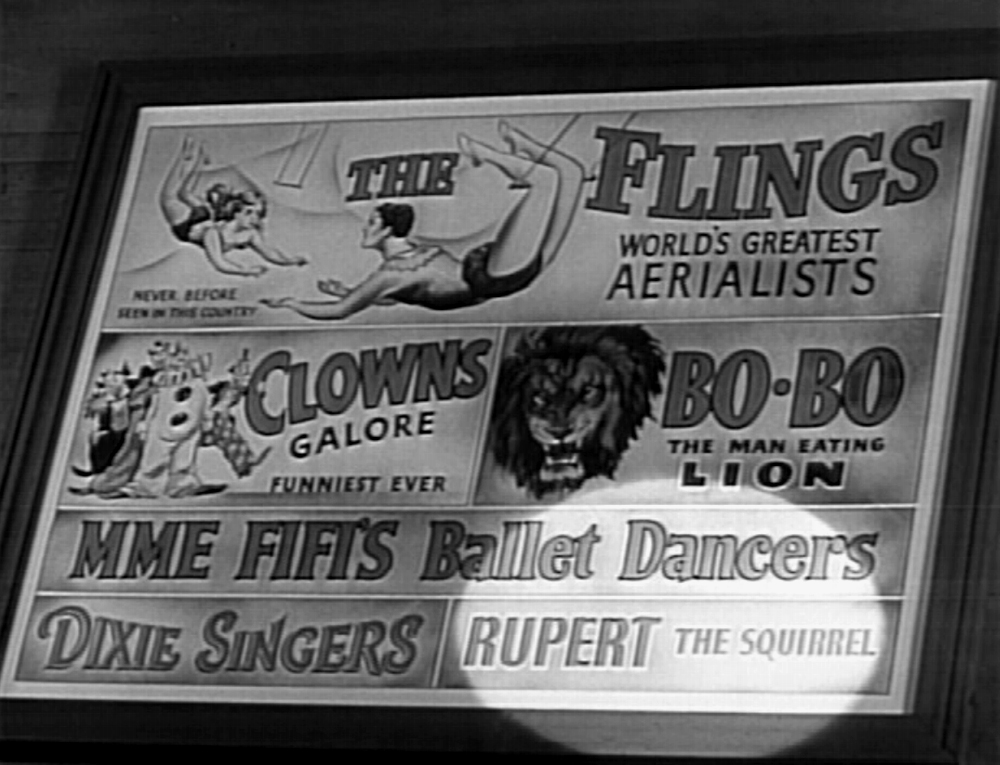 THE FLINGS
WORLD'S GREATEST
AERIALISTS
NEVER BEFORE
SEEN IN THIS COUNTRY
CLOWNS
GALORE
FUNNIEST EVER
BO·BO
THE MAN EATING
LION
MME FIFI'S Ballet Dancers
DIXIE SINGERS
RUPERT THE SQUIRREL